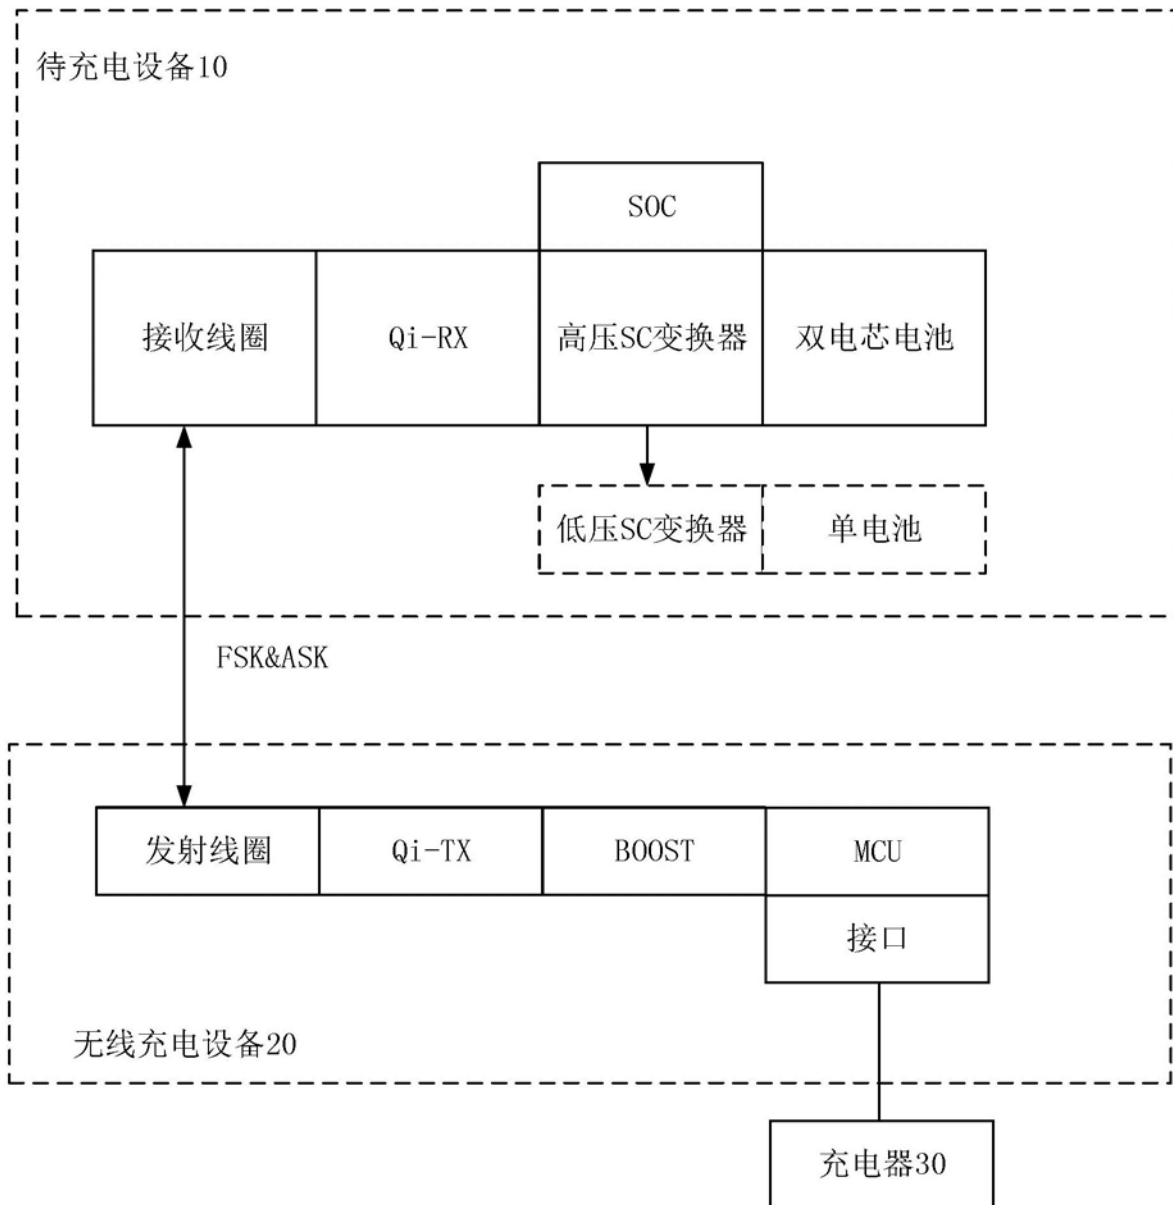 待充电设备10
SOC
接收线圈
Qi-RX
高压SC变换器
双电芯电池
低压SC变换器
单电池
FSK&ASK
发射线圈
Qi-TX
BOOST
MCU
接口
无线充电设备20
充电器30